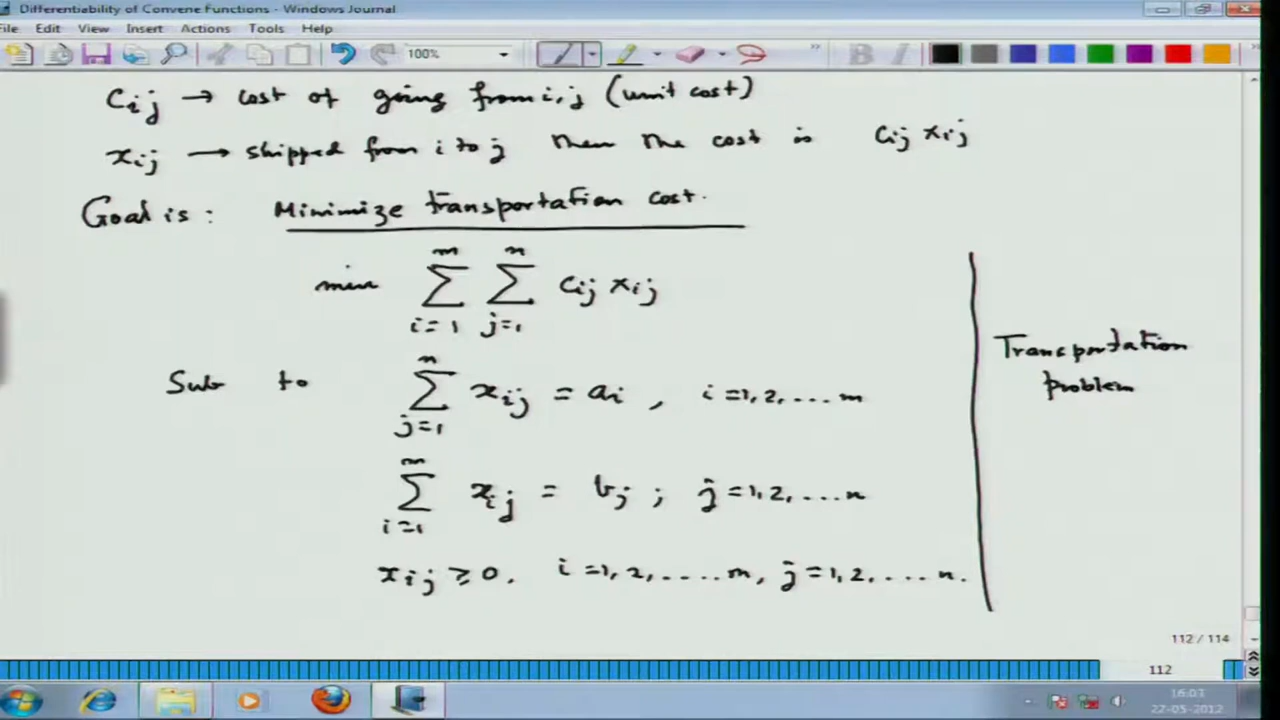 Differentiability of Convene Functions - Windows Journal
File Edit View Insert Actions Tools Help
100%
Cij → cost of going from i, j (unit cost)
xij → shipped from i to j then the cost is cij xij
Goal is : Minimize transportation cost.
min ∑_{i=1}^{m} ∑_{j=1}^{n} cij xij
Sub to ∑_{j=1}^{n} xij = ai , i=1,2,....m
Transportation
problem
∑_{i=1}^{m} xij = bj ; j=1,2,....n
xij ≥ 0. i=1,2,.....m, j=1,2,....n.
112 / 114
112
16:03
22-05-2012